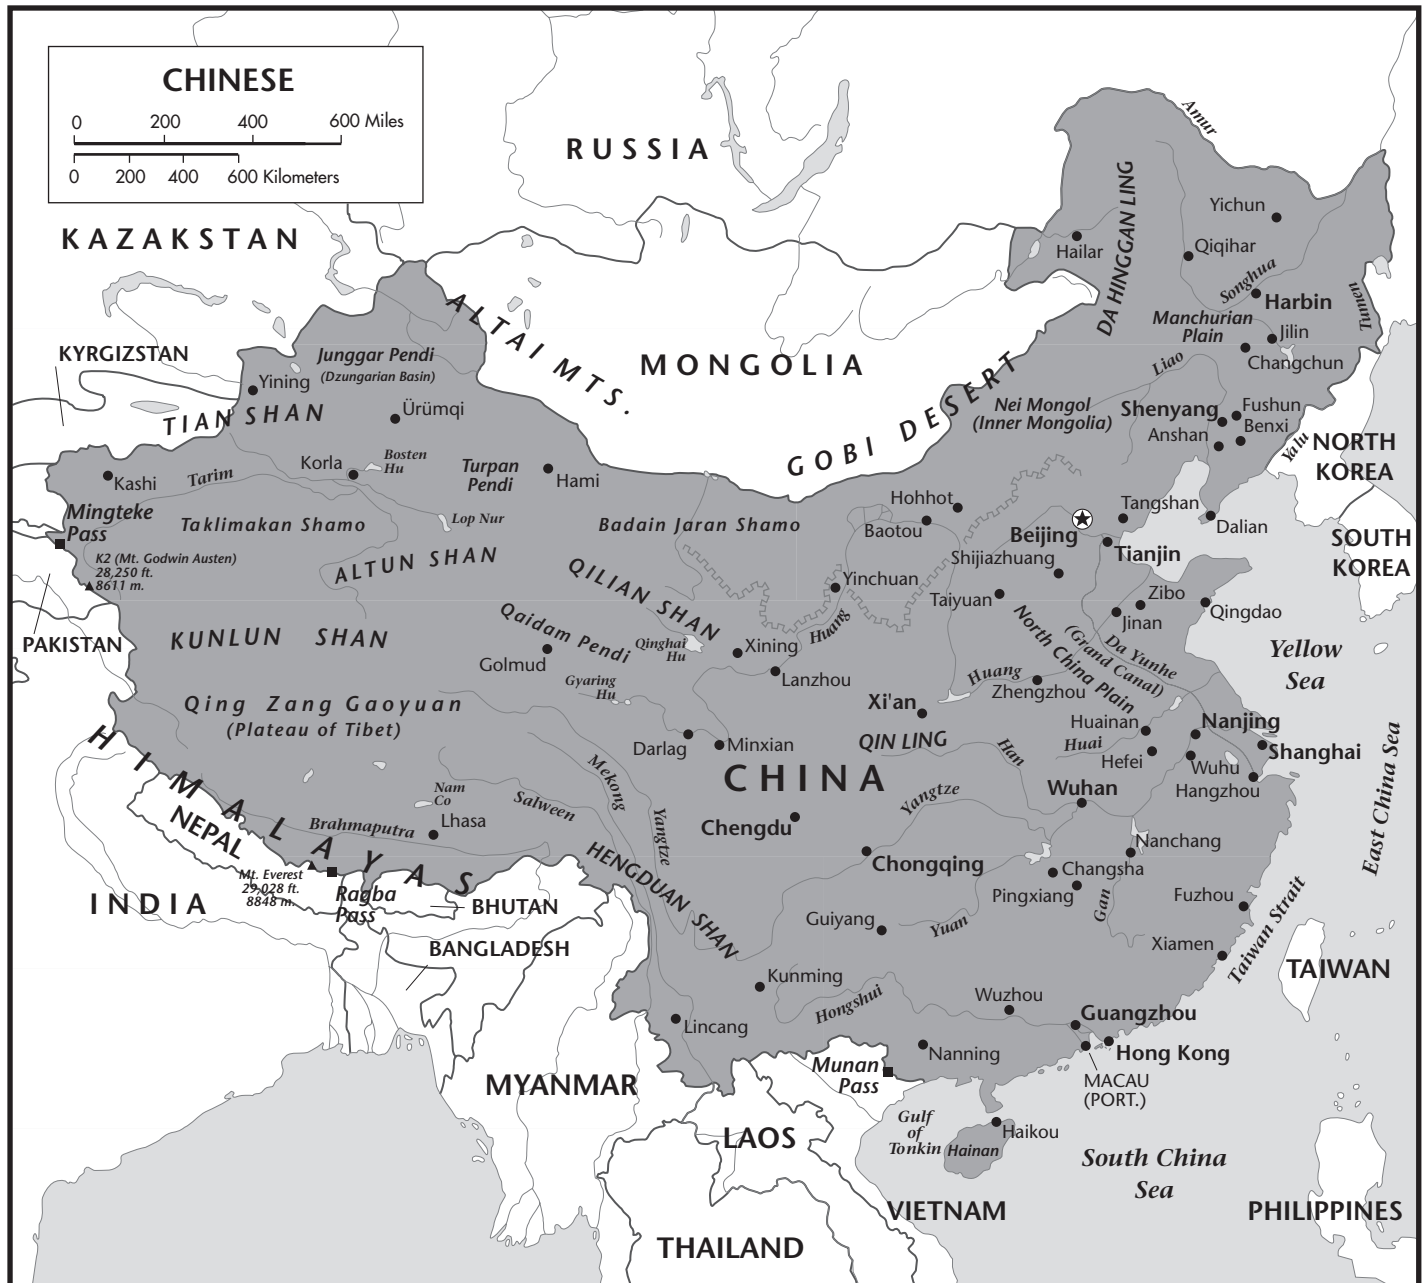 CHINESE
0 200 400 600 Miles
0 200 400 600 Kilometers
RUSSIA
KAZAKSTAN
KYRGIZSTAN
MONGOLIA
ALTAI MTS.
GOBI DESERT
DA HINGGAN LING
Amur
Yichun
Hailar
Qiqihar
Songhua
Harbin
Tumen
Manchurian
Plain
Jilin
Changchun
Liao
Nei Mongol
(Inner Mongolia)
Shenyang
Fushun
Benxi
Anshan
Yalu
NORTH
KOREA
SOUTH
KOREA
Junggar Pendi
(Dzungarian Basin)
Yining
Ürümqi
TIAN SHAN
Korla
Bosten
Hu
Turpan
Pendi
Hami
Kashi
Tarim
Lop Nur
Mingteke
Pass
Taklimakan Shamo
Badain Jaran Shamo
K2 (Mt. Godwin Austen)
28,250 ft.
8611 m.
ALTUN SHAN
QILIAN SHAN
PAKISTAN
KUNLUN SHAN
Qaidam Pendi
Golmud
Qinghai
Hu
Gyaring
Hu
Xining
Lanzhou
Huang
Yinchuan
Hohhot
Baotou
Beijing
Tangshan
Dalian
Tianjin
Shijiazhuang
Taiyuan
Zibo
Jinan
Qingdao
North China Plain
Da Yunhe
(Grand Canal)
Huang
Zhengzhou
Yellow
Sea
Qing Zang Gaoyuan
(Plateau of Tibet)
Xi'an
QIN LING
Darlag
Minxian
Han
Huainan
Huai
Hefei
Nanjing
Shanghai
Wuhu
Hangzhou
East China Sea
CHINA
HIMALAYAS
Nam
Co
Lhasa
Salween
Mekong
Yangtze
Brahmaputra
NEPAL
Mt. Everest
29,028 ft.
8848 m.
Ragba
Pass
INDIA
BHUTAN
BANGLADESH
HENGDUAN SHAN
Chengdu
Yangtze
Chongqing
Wuhan
Nanchang
Changsha
Pingxiang
Gan
Fuzhou
Guiyang
Yuan
Xiamen
Taiwan Strait
TAIWAN
Kunming
Hongshui
Wuzhou
Guangzhou
Lincang
Nanning
Hong Kong
MACAU
(PORT.)
Munan
Pass
MYANMAR
LAOS
Gulf
of
Tonkin
Haikou
Hainan
South China
Sea
VIETNAM
PHILIPPINES
THAILAND